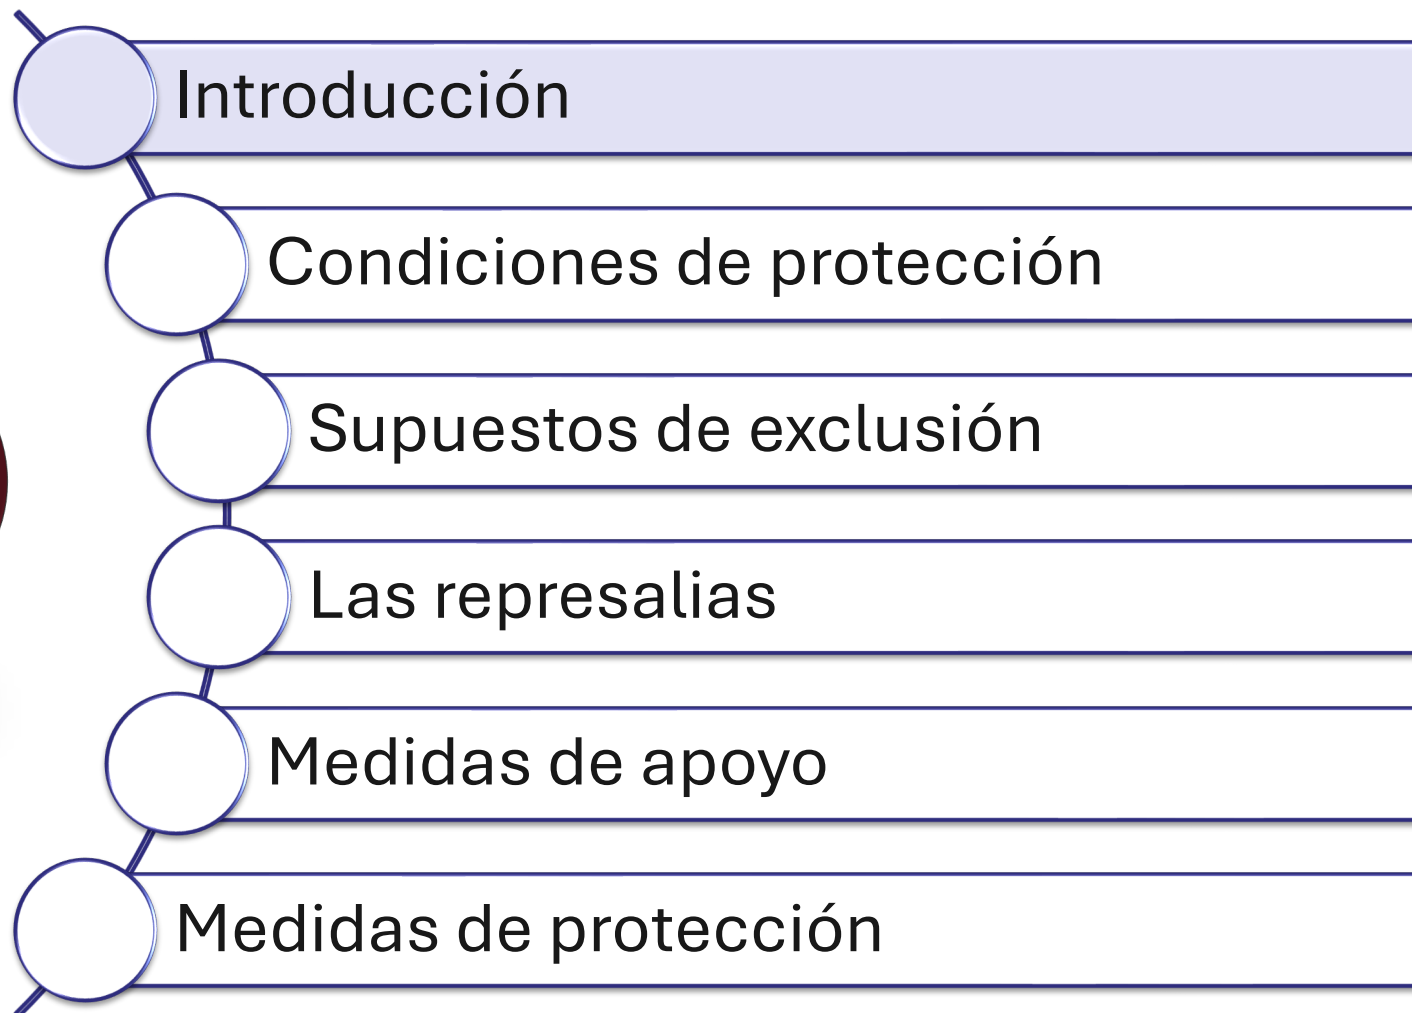 Introducción
Condiciones de protección
Supuestos de exclusión
Las represalias
Medidas de apoyo
Medidas de protección